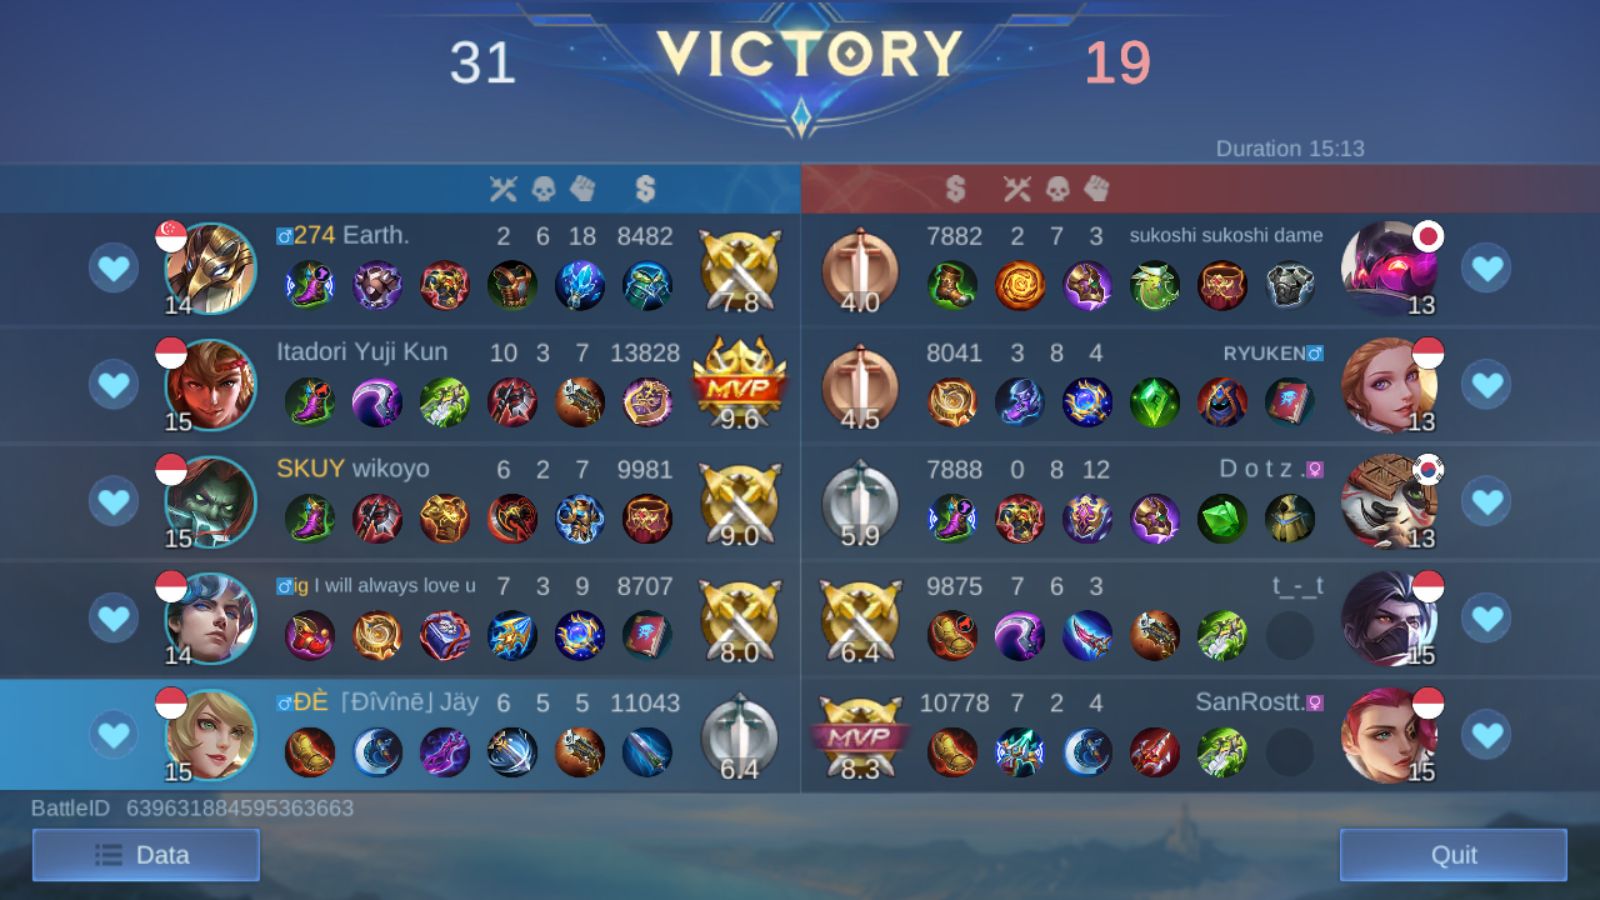 31 VICTORY 19
Duration 15:13
274 Earth. 2 6 18 8482 7.8 14
Itadori Yuji Kun 10 3 7 13828 MVP 9.6 15
SKUY wikoyo 6 2 7 9981 9.0 15
ig I will always love u 7 3 9 8707 8.0 14
ĐÈ ⌈Đîvînē⌋ Jäy 6 5 5 11043 6.4 15
4.0 7882 2 7 3 sukoshi sukoshi dame 13
4.5 8041 3 8 4 RYUKEN 13
5.9 7888 0 8 12 D o t z . 13
6.4 9875 7 6 3 t_-_t 15
MVP 8.3 10778 7 2 4 SanRostt. 15
BattleID 639631884595363663
Data
Quit